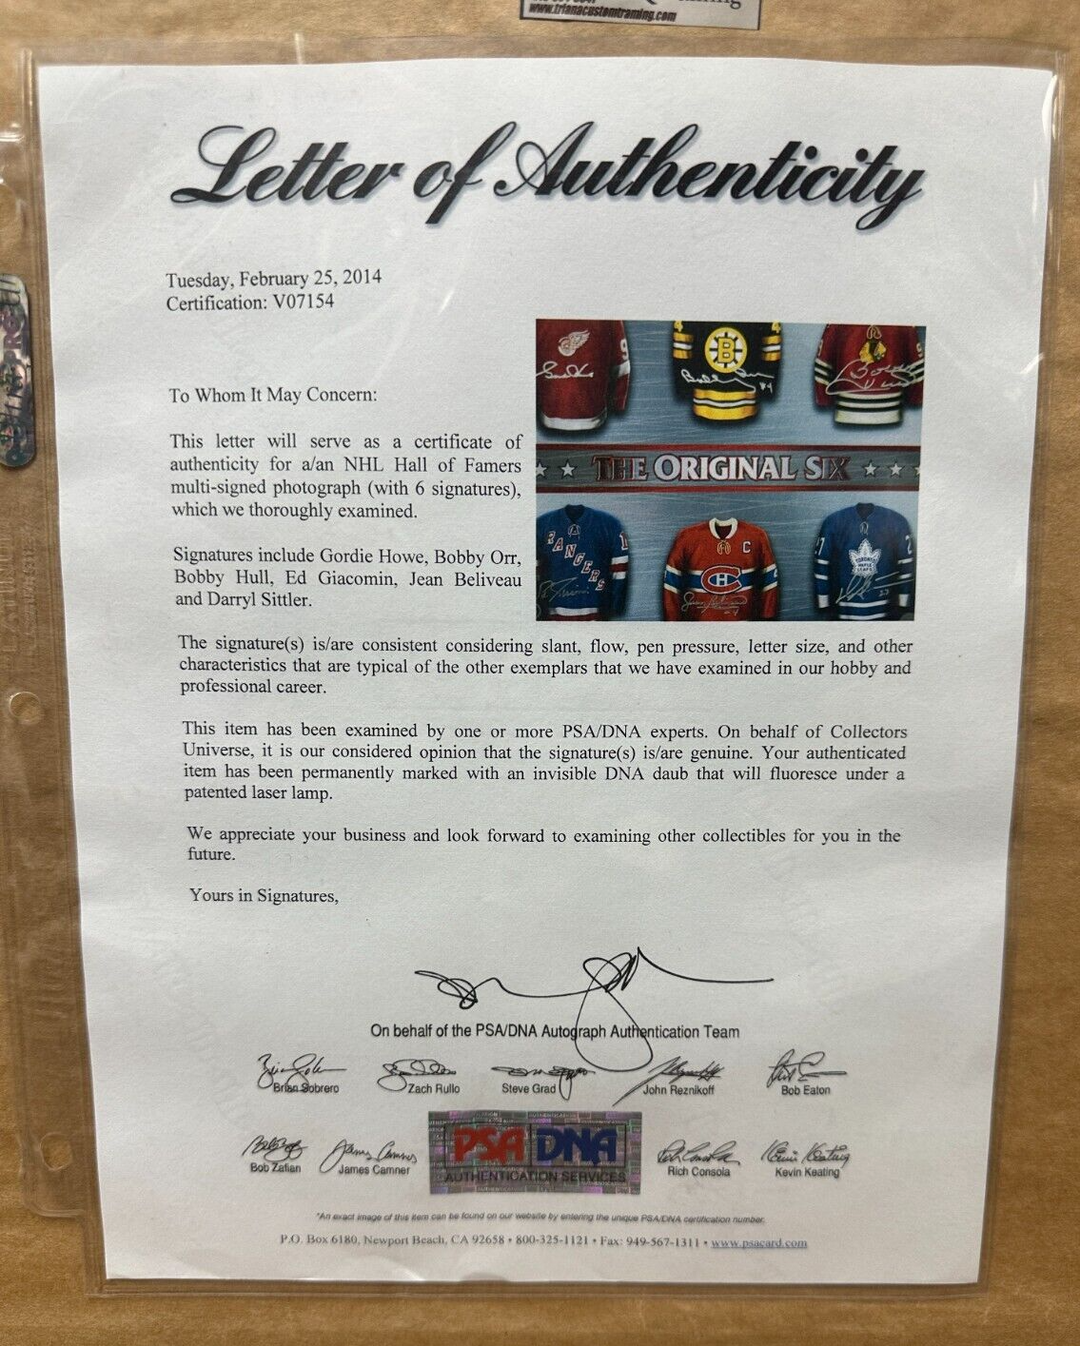 www.trianacustomframing.com
Letter of Authenticity
Tuesday, February 25, 2014
Certification: V07154
To Whom It May Concern:
This letter will serve as a certificate of
authenticity for a/an NHL Hall of Famers
multi-signed photograph (with 6 signatures),
which we thoroughly examined.
Signatures include Gordie Howe, Bobby Orr,
Bobby Hull, Ed Giacomin, Jean Beliveau
and Darryl Sittler.
B
THE ORIGINAL SIX
RANGERS
C
TORONTO
MAPLE
LEAFS
The signature(s) is/are consistent considering slant, flow, pen pressure, letter size, and other
characteristics that are typical of the other exemplars that we have examined in our hobby and
professional career.
This item has been examined by one or more PSA/DNA experts. On behalf of Collectors
Universe, it is our considered opinion that the signature(s) is/are genuine. Your authenticated
item has been permanently marked with an invisible DNA daub that will fluoresce under a
patented laser lamp.
We appreciate your business and look forward to examining other collectibles for you in the
future.
Yours in Signatures,
On behalf of the PSA/DNA Autograph Authentication Team
Brian Sobrero Zach Rullo Steve Grad John Reznikoff Bob Eaton
Bob Zafian James Camner Rich Consola Kevin Keating
PSA DNA
AUTHENTICATION SERVICES
*An exact image of this item can be found on our website by entering the unique PSA/DNA certification number.
P.O. Box 6180, Newport Beach, CA 92658 • 800-325-1121 • Fax: 949-567-1311 • www.psacard.com